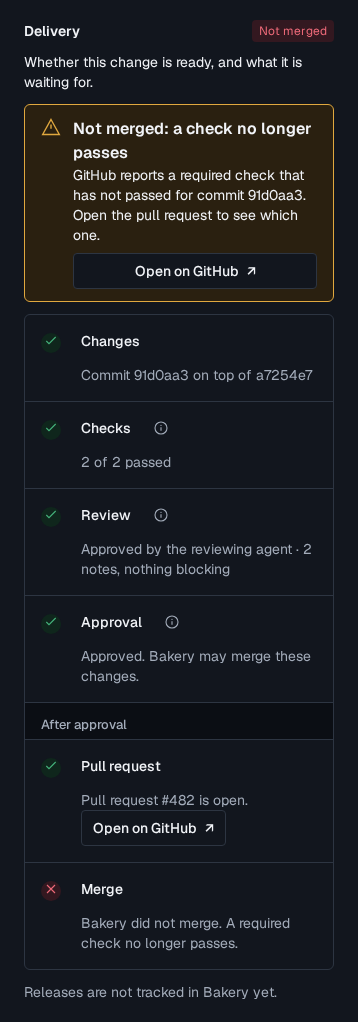 Delivery
Not merged
Whether this change is ready, and what it is
waiting for.
Not merged: a check no longer
passes
GitHub reports a required check that
has not passed for commit 91d0aa3.
Open the pull request to see which
one.
Open on GitHub
Changes
Commit 91d0aa3 on top of a7254e7
Checks
2 of 2 passed
Review
Approved by the reviewing agent · 2
notes, nothing blocking
Approval
Approved. Bakery may merge these
changes.
After approval
Pull request
Pull request #482 is open.
Open on GitHub
Merge
Bakery did not merge. A required
check no longer passes.
Releases are not tracked in Bakery yet.